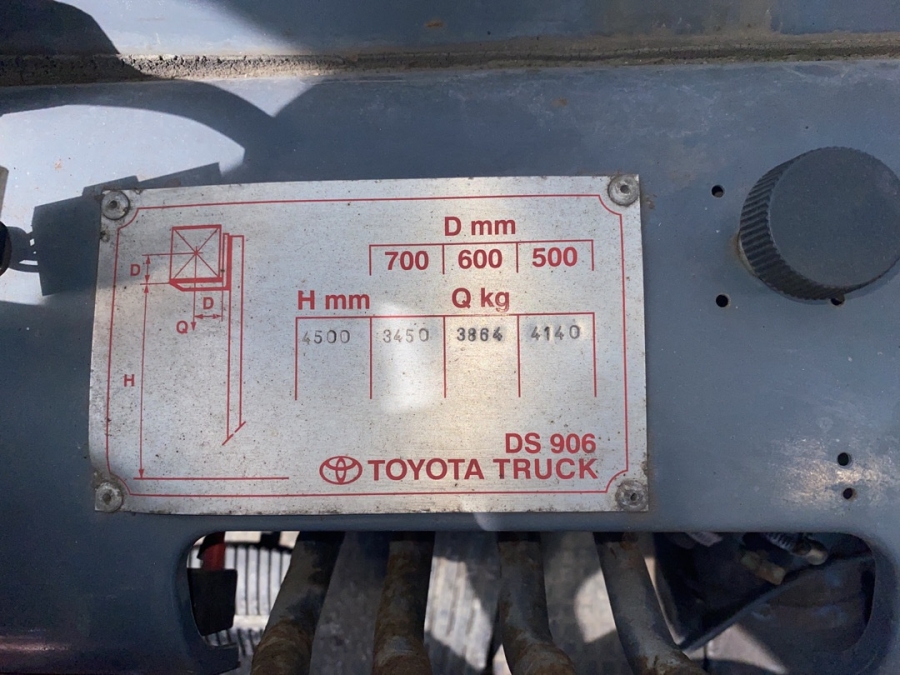 D mm
700 600 500
H mm Q kg
4500 3450 3864 4140
D
D
Q
H
DS 906
TOYOTA TRUCK